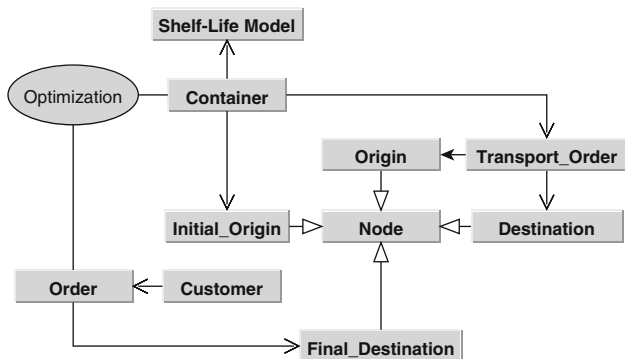 Shelf-Life Model
Optimization
Container
Origin
Transport_Order
Initial_Origin
Node
Destination
Order
Customer
Final_Destination